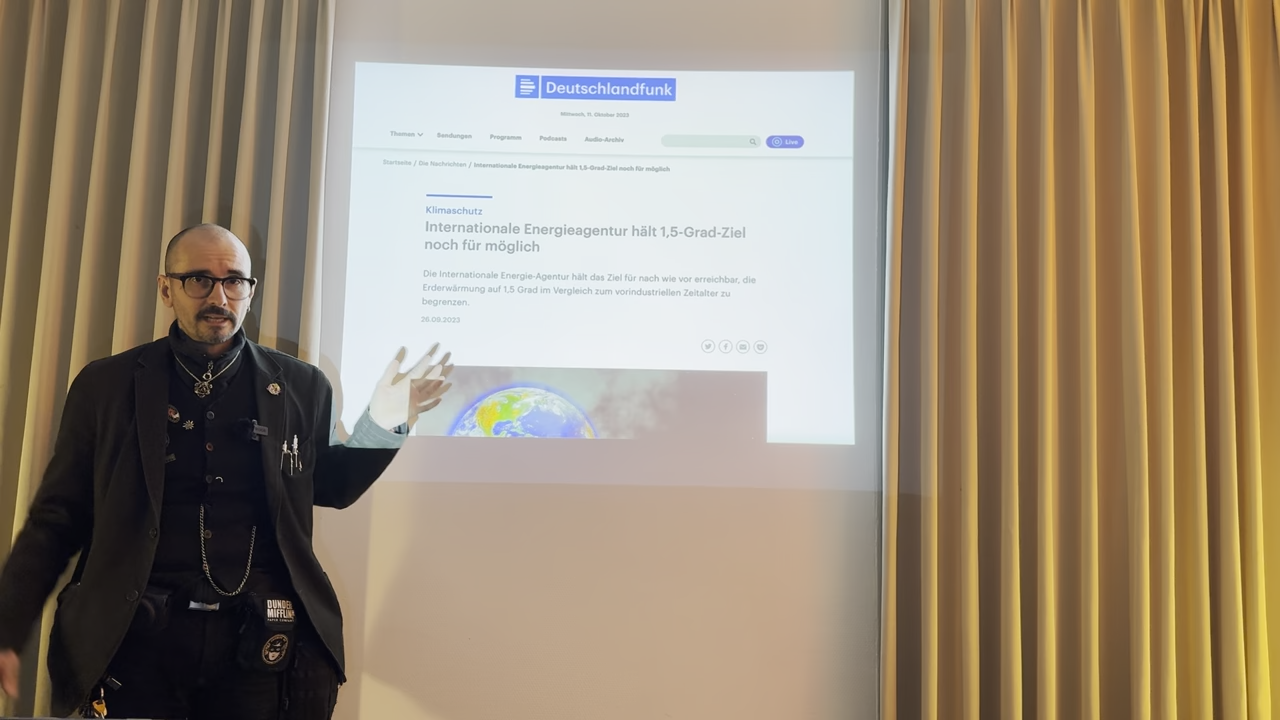 Deutschlandfunk
Mittwoch, 11. Oktober 2023
Themen Sendungen Programm Podcasts Audio-Archiv Live
Startseite / Die Nachrichten / Internationale Energieagentur hält 1,5-Grad-Ziel noch für möglich
Klimaschutz
Internationale Energieagentur hält 1,5-Grad-Ziel
noch für möglich
Die Internationale Energie-Agentur hält das Ziel für nach wie vor erreichbar, die
Erderwärmung auf 1,5 Grad im Vergleich zum vorindustriellen Zeitalter zu
begrenzen.
26.09.2023
DUNDER
MIFFLIN